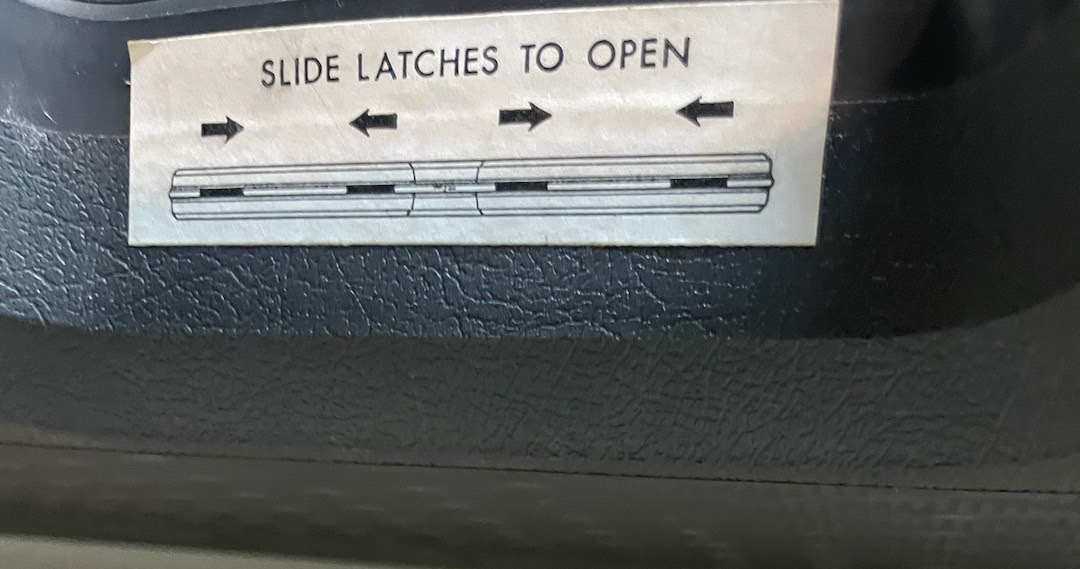 SLIDE LATCHES TO OPEN